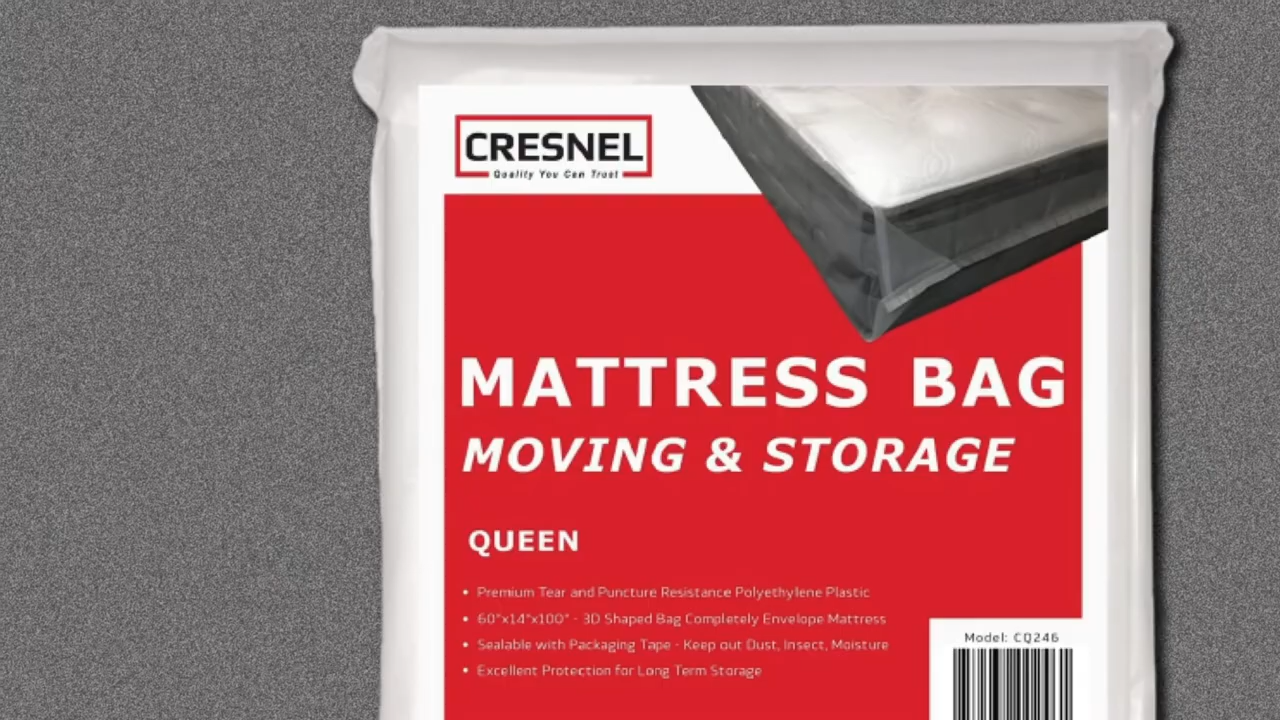 CRESNEL
Quality You Can Trust
MATTRESS BAG
MOVING & STORAGE
QUEEN
• Premium Tear and Puncture Resistance Polyethylene Plastic
• 60"x14"x100" - 3D Shaped Bag Completely Envelope Mattress
• Sealable with Packaging Tape - Keep out Dust, Insect, Moisture
• Excellent Protection for Long Term Storage
Model: CQ246